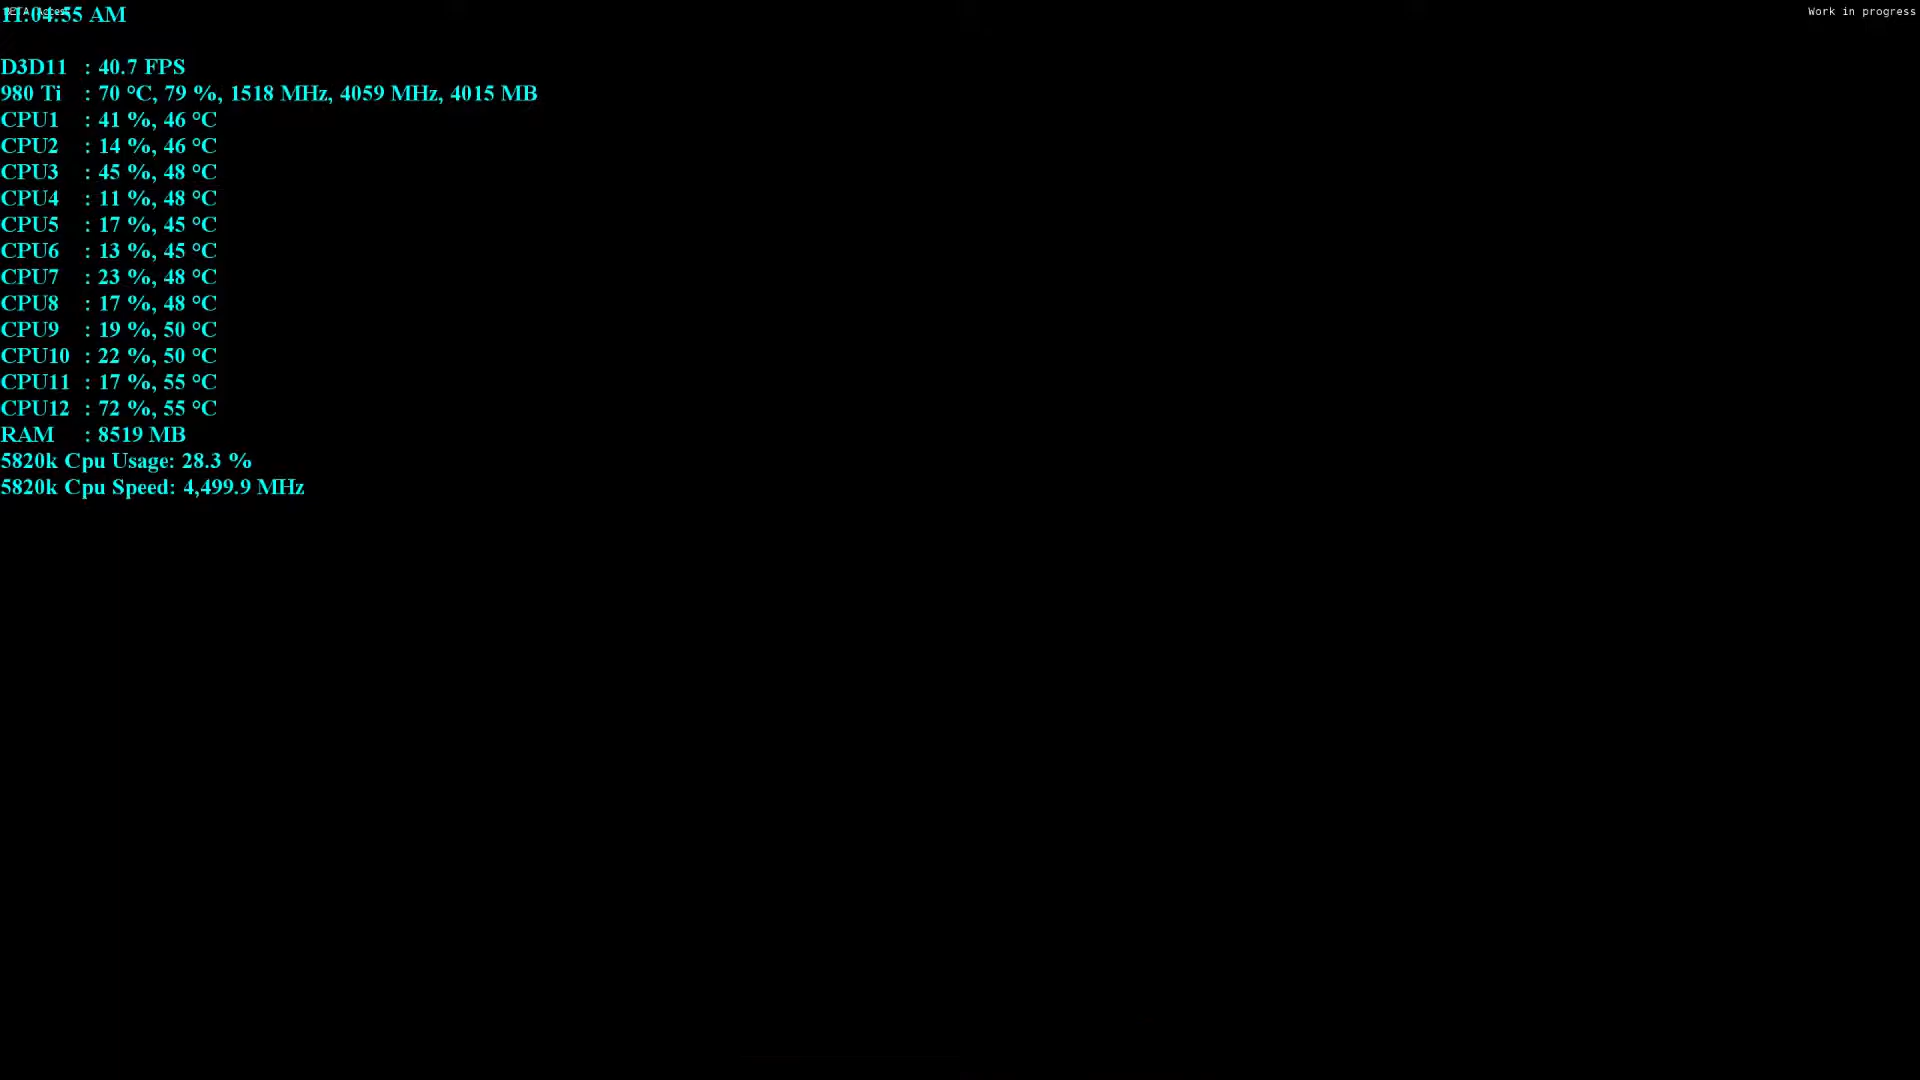 11:04:55 AM
Work in progress
D3D11 : 40.7 FPS
980 Ti : 70 °C, 79 %, 1518 MHz, 4059 MHz, 4015 MB
CPU1 : 41 %, 46 °C
CPU2 : 14 %, 46 °C
CPU3 : 45 %, 48 °C
CPU4 : 11 %, 48 °C
CPU5 : 17 %, 45 °C
CPU6 : 13 %, 45 °C
CPU7 : 23 %, 48 °C
CPU8 : 17 %, 48 °C
CPU9 : 19 %, 50 °C
CPU10 : 22 %, 50 °C
CPU11 : 17 %, 55 °C
CPU12 : 72 %, 55 °C
RAM : 8519 MB
5820k Cpu Usage: 28.3 %
5820k Cpu Speed: 4,499.9 MHz